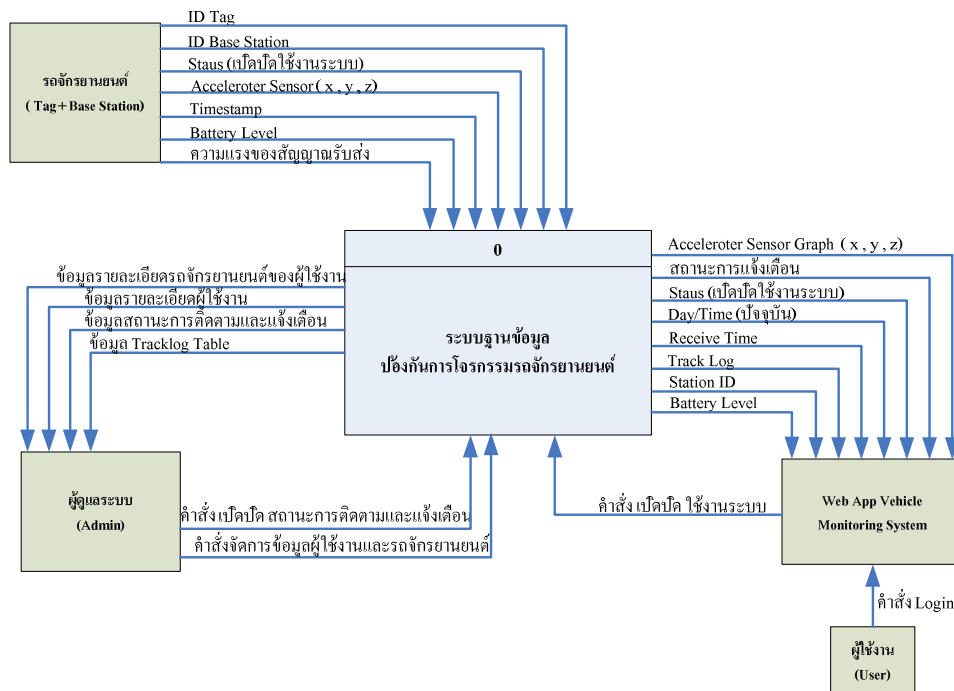 ID Tag
ID Base Station
Staus (เปิดปิดใช้งานระบบ)
Acceleroter Sensor ( x , y , z )
Timestamp
Battery Level
ความแรงของสัญญาณรับส่ง
รถจักรยานยนต์
( Tag+Base Station)
0
ระบบฐานข้อมูล
ป้องกันการโจรกรรมรถจักรยานยนต์
ข้อมูลรายละเอียดรถจักรยานยนต์ของผู้ใช้งาน
ข้อมูลรายละเอียดผู้ใช้งาน
ข้อมูลสถานะการติดตามและแจ้งเตือน
ข้อมูล Tracklog Table
Acceleroter Sensor Graph ( x , y , z )
สถานะการแจ้งเตือน
Staus (เปิดปิดใช้งานระบบ)
Day/Time (ปัจจุบัน)
Receive Time
Track Log
Station ID
Battery Level
ผู้ดูแลระบบ
(Admin)
คำสั่ง เปิดปิด สถานะการติดตามและแจ้งเตือน
คำสั่งจัดการข้อมูลผู้ใช้งานและรถจักรยานยนต์
คำสั่ง เปิดปิด ใช้งานระบบ
Web App Vehicle
Monitoring System
คำสั่ง Login
ผู้ใช้งาน
(User)